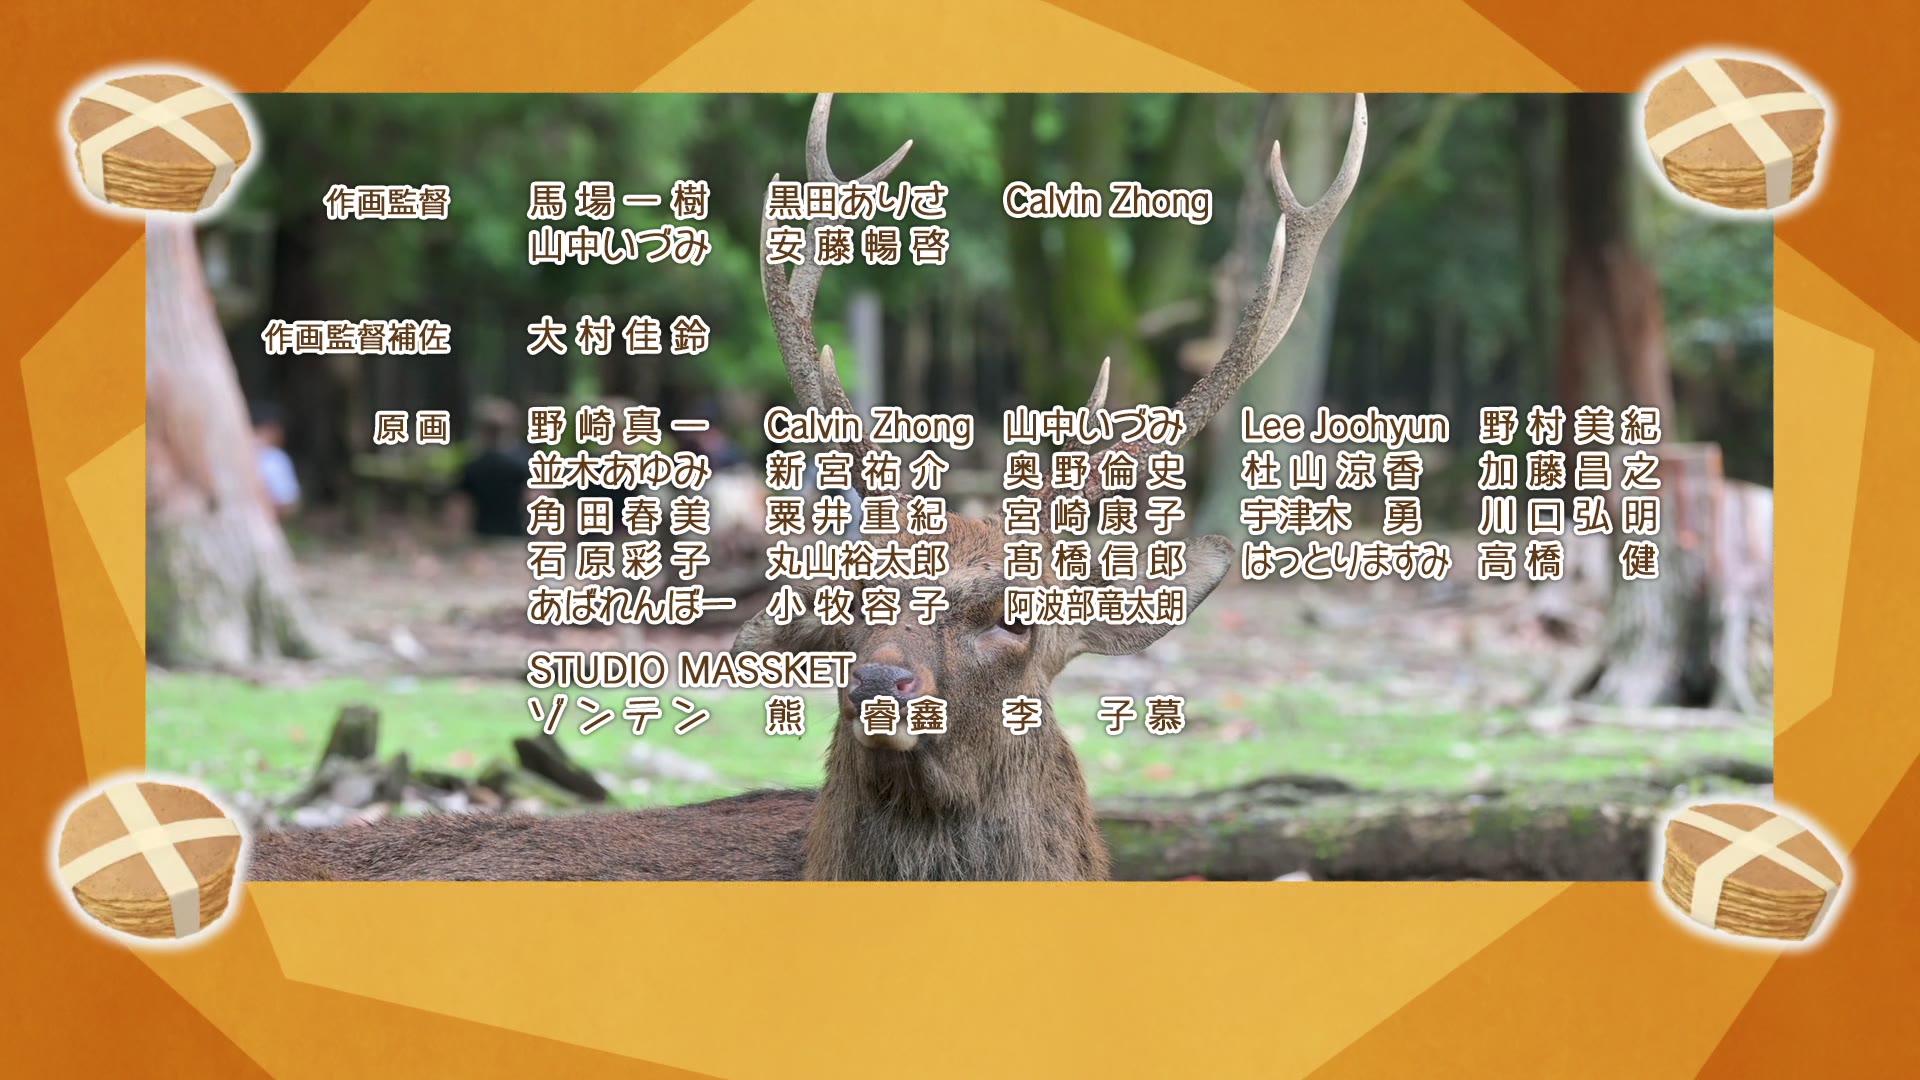 作画監督 馬場一樹 黒田ありさ Calvin Zhong
山中いづみ 安藤暢啓
作画監督補佐 大村佳鈴
原画 野崎真一 Calvin Zhong 山中いづみ Lee Joohyun 野村美紀
並木あゆみ 新宮祐介 奥野倫史 杜山涼香 加藤昌之
角田春美 粟井重紀 宮崎康子 宇津木 勇 川口弘明
石原彩子 丸山裕太郎 髙橋信郎 はっとりますみ 高橋 健
あばれんぼー 小牧容子 阿波部竜太朗
STUDIO MASSKET
ゾンテン 熊 睿鑫 李 子慕